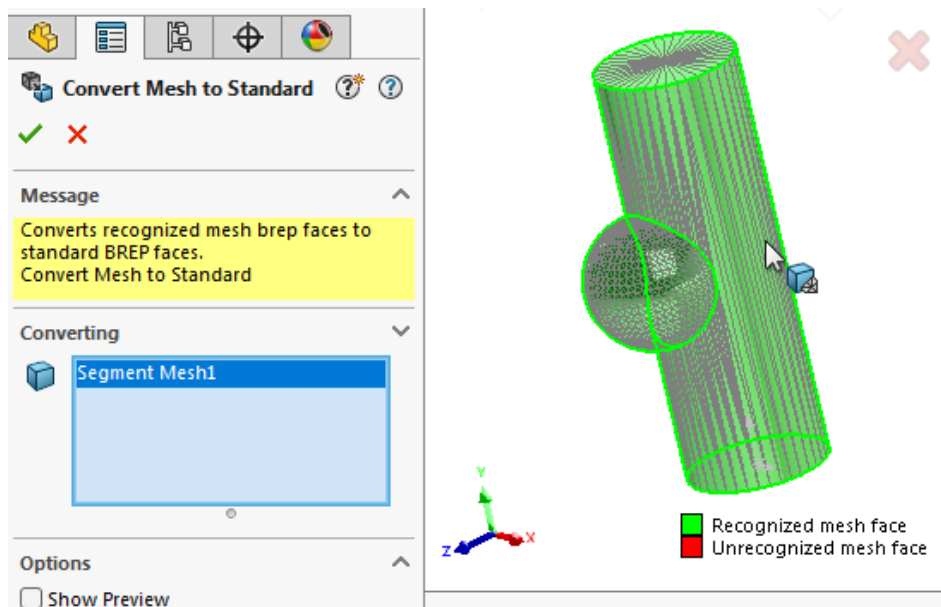 Convert Mesh to Standard
Message
Converts recognized mesh brep faces to
standard BREP faces.
Convert Mesh to Standard
Converting
Segment Mesh1
Options
Show Preview
Y
Z
X
Recognized mesh face
Unrecognized mesh face